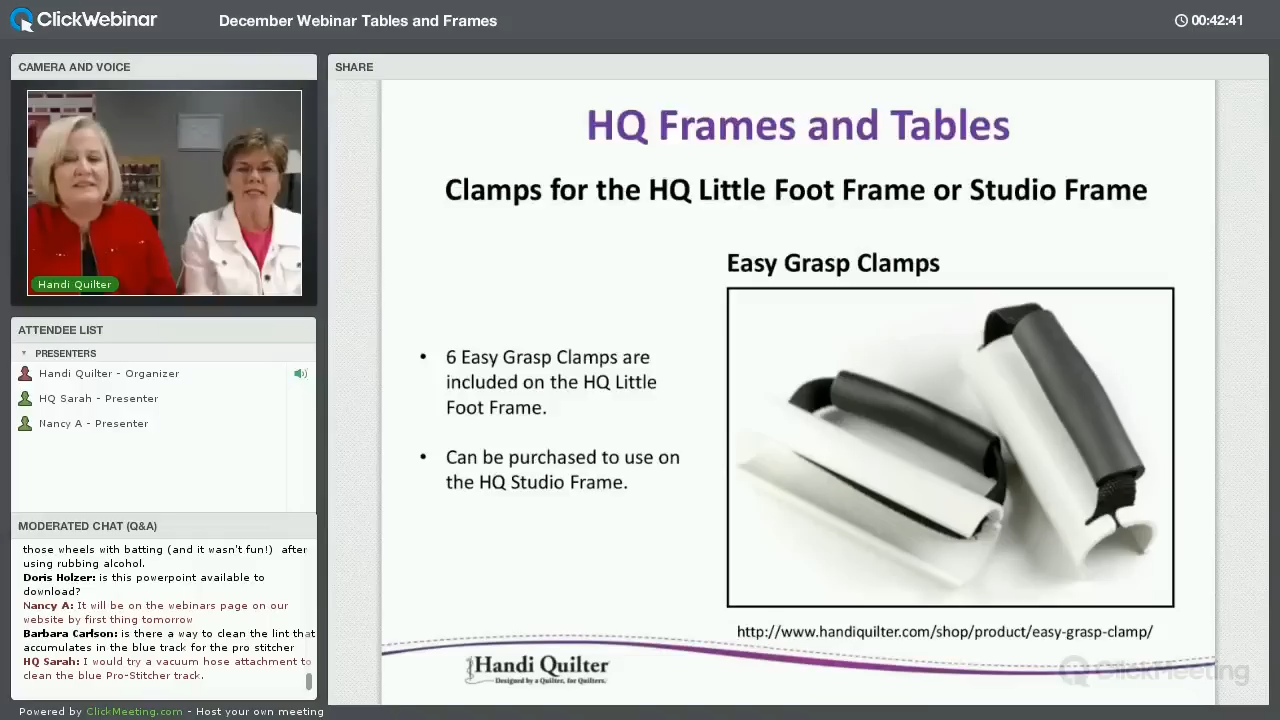 ClickWebinar
December Webinar Tables and Frames
00:42:41
CAMERA AND VOICE
Handi Quilter
ATTENDEE LIST
PRESENTERS
Handi Quilter - Organizer
HQ Sarah - Presenter
Nancy A - Presenter
MODERATED CHAT (Q&A)
those wheels with batting (and it wasn't fun!) after
using rubbing alcohol.
Doris Holzer: is this powerpoint available to
download?
Nancy A: It will be on the webinars page on our
website by first thing tomorrow
Barbara Carlson: is there a way to clean the lint that
accumulates in the blue track for the pro stitcher
HQ Sarah: I would try a vacuum hose attachment to
clean the blue Pro-Stitcher track.
Powered by ClickMeeting.com - Host your own meeting
SHARE
HQ Frames and Tables
Clamps for the HQ Little Foot Frame or Studio Frame
Easy Grasp Clamps
• 6 Easy Grasp Clamps are
included on the HQ Little
Foot Frame.
• Can be purchased to use on
the HQ Studio Frame.
http://www.handiquilter.com/shop/product/easy-grasp-clamp/
Handi Quilter
Designed by a Quilter, for Quilters.
ClickMeeting